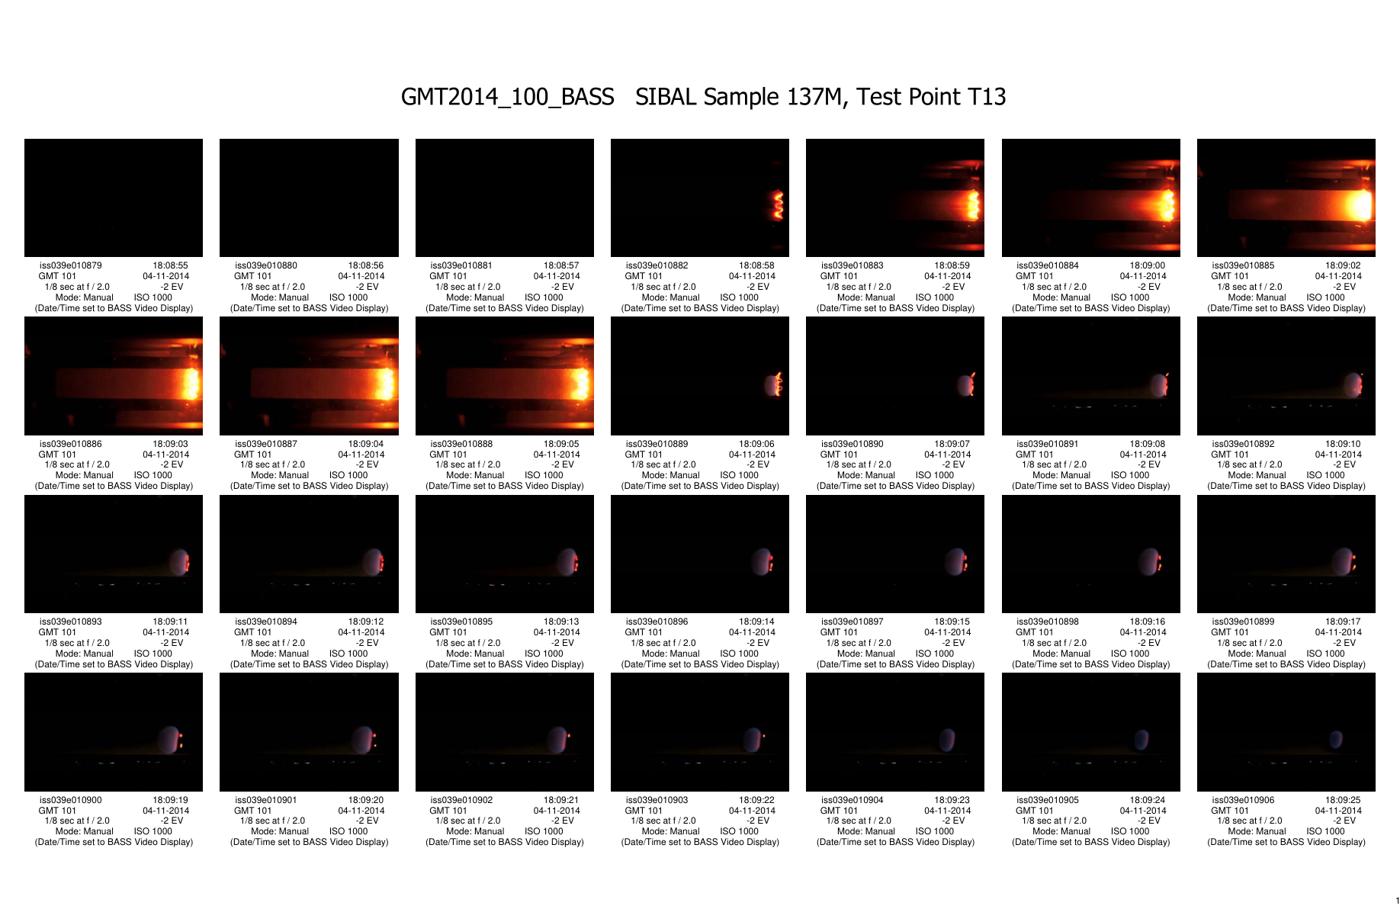 GMT2014_100_BASS SIBAL Sample 137M, Test Point T13
iss039e010879 18:08:55
GMT 101 04-11-2014
1/8 sec at f / 2.0 -2 EV
Mode: Manual ISO 1000
(Date/Time set to BASS Video Display)
iss039e010880 18:08:56
GMT 101 04-11-2014
1/8 sec at f / 2.0 -2 EV
Mode: Manual ISO 1000
(Date/Time set to BASS Video Display)
iss039e010881 18:08:57
GMT 101 04-11-2014
1/8 sec at f / 2.0 -2 EV
Mode: Manual ISO 1000
(Date/Time set to BASS Video Display)
iss039e010882 18:08:58
GMT 101 04-11-2014
1/8 sec at f / 2.0 -2 EV
Mode: Manual ISO 1000
(Date/Time set to BASS Video Display)
iss039e010883 18:08:59
GMT 101 04-11-2014
1/8 sec at f / 2.0 -2 EV
Mode: Manual ISO 1000
(Date/Time set to BASS Video Display)
iss039e010884 18:09:00
GMT 101 04-11-2014
1/8 sec at f / 2.0 -2 EV
Mode: Manual ISO 1000
(Date/Time set to BASS Video Display)
iss039e010885 18:09:02
GMT 101 04-11-2014
1/8 sec at f / 2.0 -2 EV
Mode: Manual ISO 1000
(Date/Time set to BASS Video Display)
iss039e010886 18:09:03
GMT 101 04-11-2014
1/8 sec at f / 2.0 -2 EV
Mode: Manual ISO 1000
(Date/Time set to BASS Video Display)
iss039e010887 18:09:04
GMT 101 04-11-2014
1/8 sec at f / 2.0 -2 EV
Mode: Manual ISO 1000
(Date/Time set to BASS Video Display)
iss039e010888 18:09:05
GMT 101 04-11-2014
1/8 sec at f / 2.0 -2 EV
Mode: Manual ISO 1000
(Date/Time set to BASS Video Display)
iss039e010889 18:09:06
GMT 101 04-11-2014
1/8 sec at f / 2.0 -2 EV
Mode: Manual ISO 1000
(Date/Time set to BASS Video Display)
iss039e010890 18:09:07
GMT 101 04-11-2014
1/8 sec at f / 2.0 -2 EV
Mode: Manual ISO 1000
(Date/Time set to BASS Video Display)
iss039e010891 18:09:08
GMT 101 04-11-2014
1/8 sec at f / 2.0 -2 EV
Mode: Manual ISO 1000
(Date/Time set to BASS Video Display)
iss039e010892 18:09:10
GMT 101 04-11-2014
1/8 sec at f / 2.0 -2 EV
Mode: Manual ISO 1000
(Date/Time set to BASS Video Display)
iss039e010893 18:09:11
GMT 101 04-11-2014
1/8 sec at f / 2.0 -2 EV
Mode: Manual ISO 1000
(Date/Time set to BASS Video Display)
iss039e010894 18:09:12
GMT 101 04-11-2014
1/8 sec at f / 2.0 -2 EV
Mode: Manual ISO 1000
(Date/Time set to BASS Video Display)
iss039e010895 18:09:13
GMT 101 04-11-2014
1/8 sec at f / 2.0 -2 EV
Mode: Manual ISO 1000
(Date/Time set to BASS Video Display)
iss039e010896 18:09:14
GMT 101 04-11-2014
1/8 sec at f / 2.0 -2 EV
Mode: Manual ISO 1000
(Date/Time set to BASS Video Display)
iss039e010897 18:09:15
GMT 101 04-11-2014
1/8 sec at f / 2.0 -2 EV
Mode: Manual ISO 1000
(Date/Time set to BASS Video Display)
iss039e010898 18:09:16
GMT 101 04-11-2014
1/8 sec at f / 2.0 -2 EV
Mode: Manual ISO 1000
(Date/Time set to BASS Video Display)
iss039e010899 18:09:17
GMT 101 04-11-2014
1/8 sec at f / 2.0 -2 EV
Mode: Manual ISO 1000
(Date/Time set to BASS Video Display)
iss039e010900 18:09:19
GMT 101 04-11-2014
1/8 sec at f / 2.0 -2 EV
Mode: Manual ISO 1000
(Date/Time set to BASS Video Display)
iss039e010901 18:09:20
GMT 101 04-11-2014
1/8 sec at f / 2.0 -2 EV
Mode: Manual ISO 1000
(Date/Time set to BASS Video Display)
iss039e010902 18:09:21
GMT 101 04-11-2014
1/8 sec at f / 2.0 -2 EV
Mode: Manual ISO 1000
(Date/Time set to BASS Video Display)
iss039e010903 18:09:22
GMT 101 04-11-2014
1/8 sec at f / 2.0 -2 EV
Mode: Manual ISO 1000
(Date/Time set to BASS Video Display)
iss039e010904 18:09:23
GMT 101 04-11-2014
1/8 sec at f / 2.0 -2 EV
Mode: Manual ISO 1000
(Date/Time set to BASS Video Display)
iss039e010905 18:09:24
GMT 101 04-11-2014
1/8 sec at f / 2.0 -2 EV
Mode: Manual ISO 1000
(Date/Time set to BASS Video Display)
iss039e010906 18:09:25
GMT 101 04-11-2014
1/8 sec at f / 2.0 -2 EV
Mode: Manual ISO 1000
(Date/Time set to BASS Video Display)